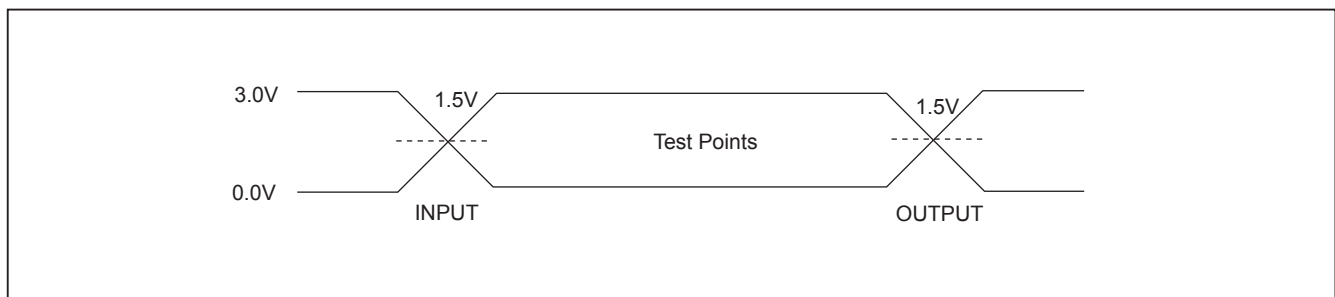 3.0V
1.5V
1.5V
Test Points
0.0V
INPUT
OUTPUT